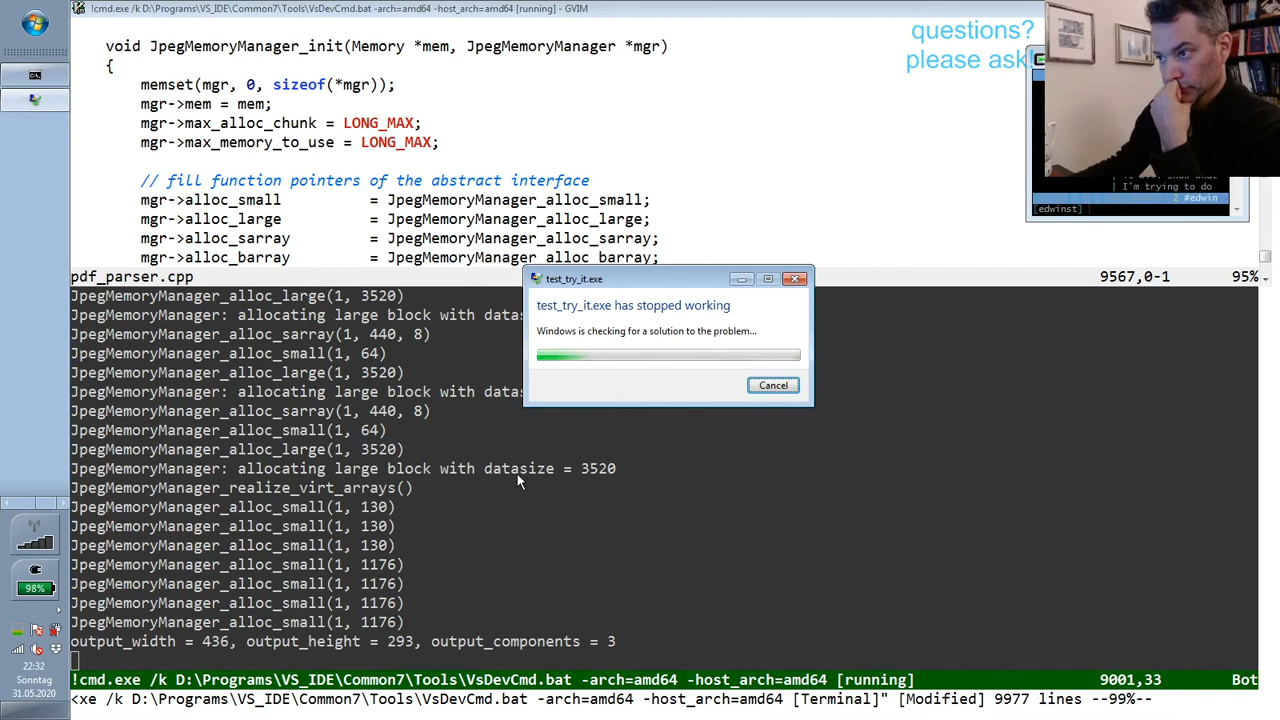 !cmd.exe /k D:\Programs\VS_IDE\Common7\Tools\VsDevCmd.bat -arch=amd64 -host_arch=amd64 [running] - GVIM
void JpegMemoryManager_init(Memory *mem, JpegMemoryManager *mgr)
{
memset(mgr, 0, sizeof(*mgr));
mgr->mem = mem;
mgr->max_alloc_chunk = LONG_MAX;
mgr->max_memory_to_use = LONG_MAX;
// fill function pointers of the abstract interface
mgr->alloc_small = JpegMemoryManager_alloc_small;
mgr->alloc_large = JpegMemoryManager_alloc_large;
mgr->alloc_sarray = JpegMemoryManager_alloc_sarray;
mgr->alloc_barray = JpegMemoryManager_alloc_barray;
questions?
please ask!
I'm trying to do
2 #edwin
[edwinst]
pdf_parser.cpp 9567,0-1 95%
JpegMemoryManager_alloc_large(1, 3520)
JpegMemoryManager: allocating large block with datas
JpegMemoryManager_alloc_sarray(1, 440, 8)
JpegMemoryManager_alloc_small(1, 64)
JpegMemoryManager_alloc_large(1, 3520)
JpegMemoryManager: allocating large block with datas
JpegMemoryManager_alloc_sarray(1, 440, 8)
JpegMemoryManager_alloc_small(1, 64)
JpegMemoryManager_alloc_large(1, 3520)
JpegMemoryManager: allocating large block with datasize = 3520
JpegMemoryManager_realize_virt_arrays()
JpegMemoryManager_alloc_small(1, 130)
JpegMemoryManager_alloc_small(1, 130)
JpegMemoryManager_alloc_small(1, 130)
JpegMemoryManager_alloc_small(1, 1176)
JpegMemoryManager_alloc_small(1, 1176)
JpegMemoryManager_alloc_small(1, 1176)
JpegMemoryManager_alloc_small(1, 1176)
output_width = 436, output_height = 293, output_components = 3
test_try_it.exe
test_try_it.exe has stopped working
Windows is checking for a solution to the problem...
Cancel
!cmd.exe /k D:\Programs\VS_IDE\Common7\Tools\VsDevCmd.bat -arch=amd64 -host_arch=amd64 [running] 9001,33 Bot
<xe /k D:\Programs\VS_IDE\Common7\Tools\VsDevCmd.bat -arch=amd64 -host_arch=amd64 [Terminal]" [Modified] 9977 lines --99%--
98%
22:32
Sonntag
31.05.2020